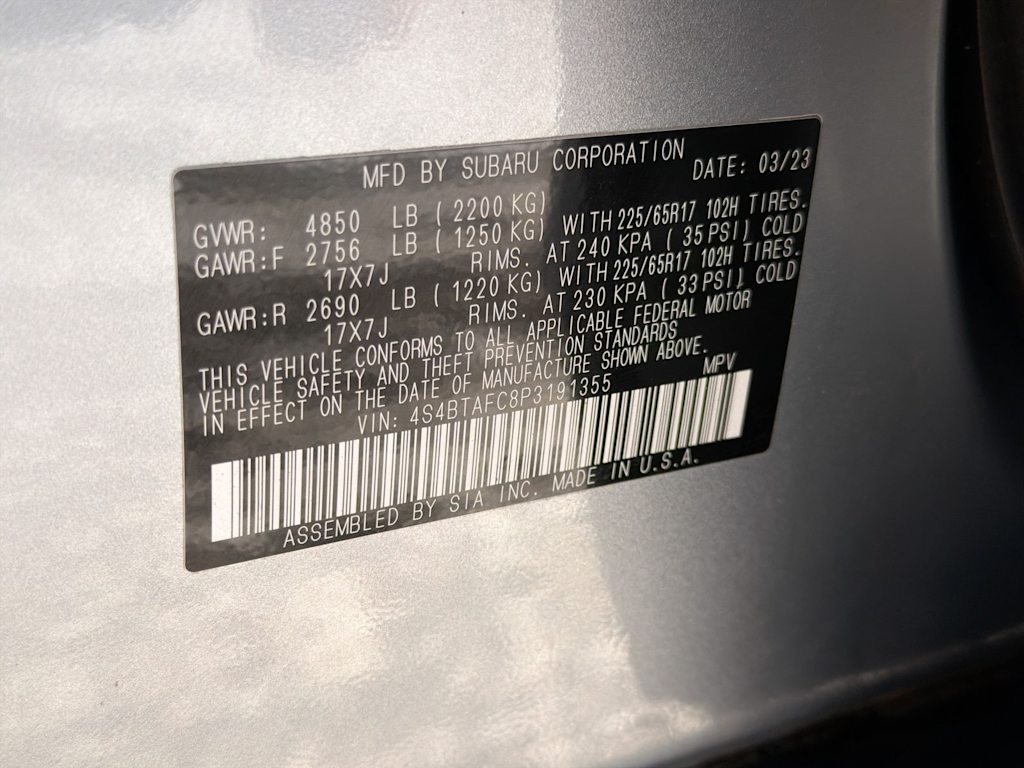 MFD BY SUBARU CORPORATION DATE: 03/23
GVWR: 4850 LB ( 2200 KG)
GAWR:F 2756 LB ( 1250 KG) WITH 225/65R17 102H TIRES.
17X7J RIMS. AT 240 KPA ( 35 PSI) COLD
GAWR:R 2690 LB ( 1220 KG) WITH 225/65R17 102H TIRES.
17X7J RIMS. AT 230 KPA ( 33 PSI) COLD
THIS VEHICLE CONFORMS TO ALL APPLICABLE FEDERAL MOTOR
VEHICLE SAFETY AND THEFT PREVENTION STANDARDS
IN EFFECT ON THE DATE OF MANUFACTURE SHOWN ABOVE.
VIN: 4S4BTAFC8P3191355 MPV
ASSEMBLED BY SIA INC. MADE IN U.S.A.